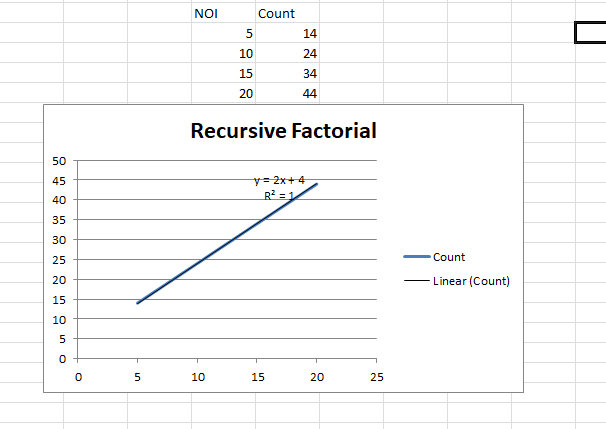 NOI Count
5 14
10 24
15 34
20 44
Recursive Factorial
50
45
40
35
30
25
20
15
10
5
0
y = 2x + 4
R² = 1
0 5 10 15 20 25
Count
Linear (Count)